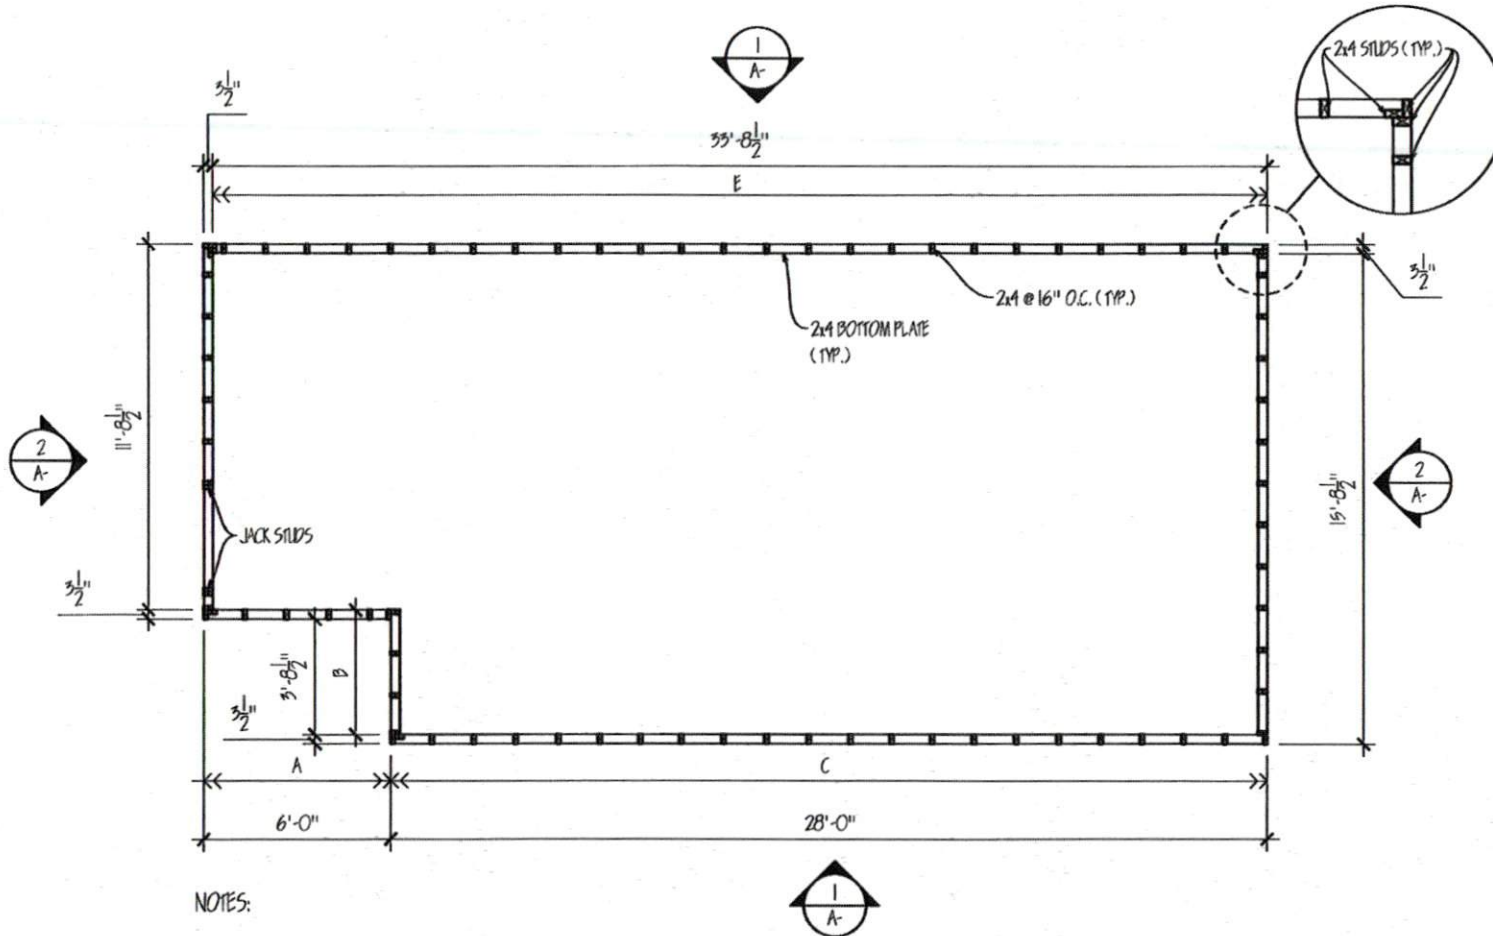 1
A-
2x4 STUDS (TYP.)
3 1/2"
33'-8 1/2"
E
3 1/2"
2x4 @ 16" O.C. (TYP.)
2x4 BOTTOM PLATE
(TYP.)
11'-8 1/2"
2
A-
2
A-
15'-8 1/2"
JACK STUDS
3 1/2"
3'-8 1/2"
B
3 1/2"
A
C
6'-0"
28'-0"
NOTES:
1
A-